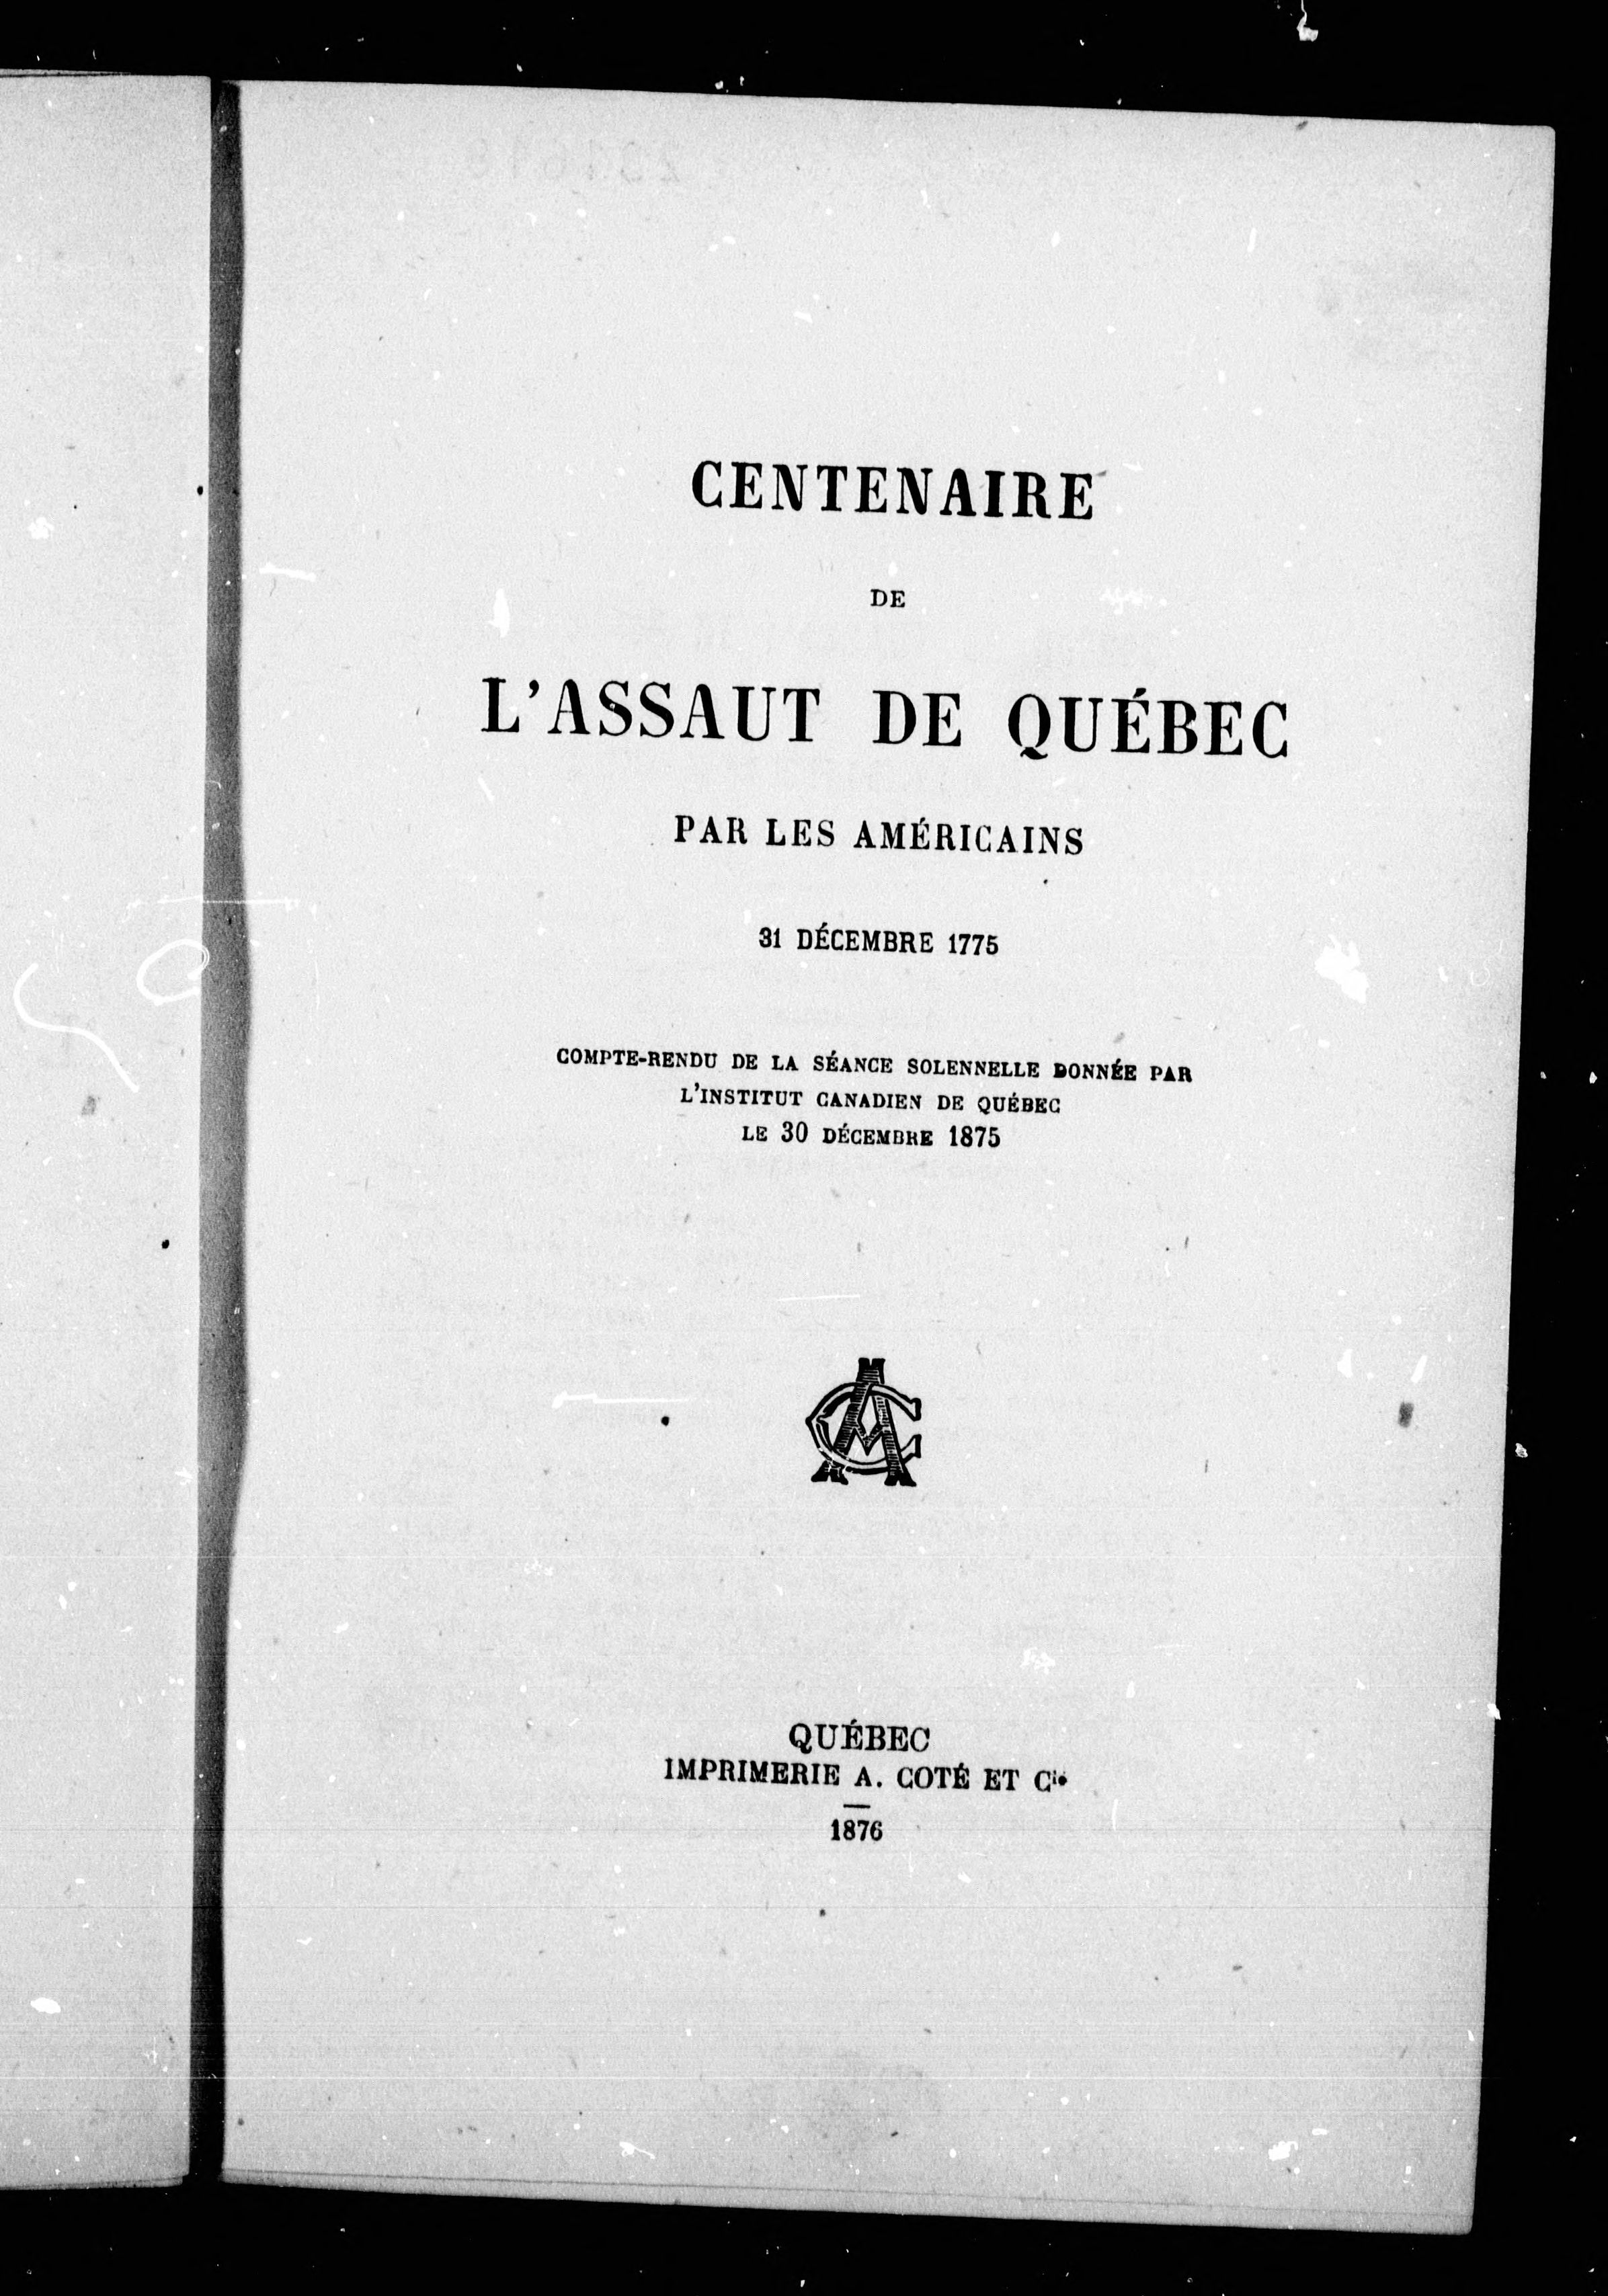 CENTENAIRE
DE
L'ASSAUT DE QUÉBEC
PAR LES AMÉRICAINS
31 DÉCEMBRE 1775
COMPTE-RENDU DE LA SÉANCE SOLENNELLE DONNÉE PAR
L'INSTITUT CANADIEN DE QUÉBEC
LE 30 DÉCEMBRE 1875
AC
QUÉBEC
IMPRIMERIE A. COTÉ ET Cie
1876